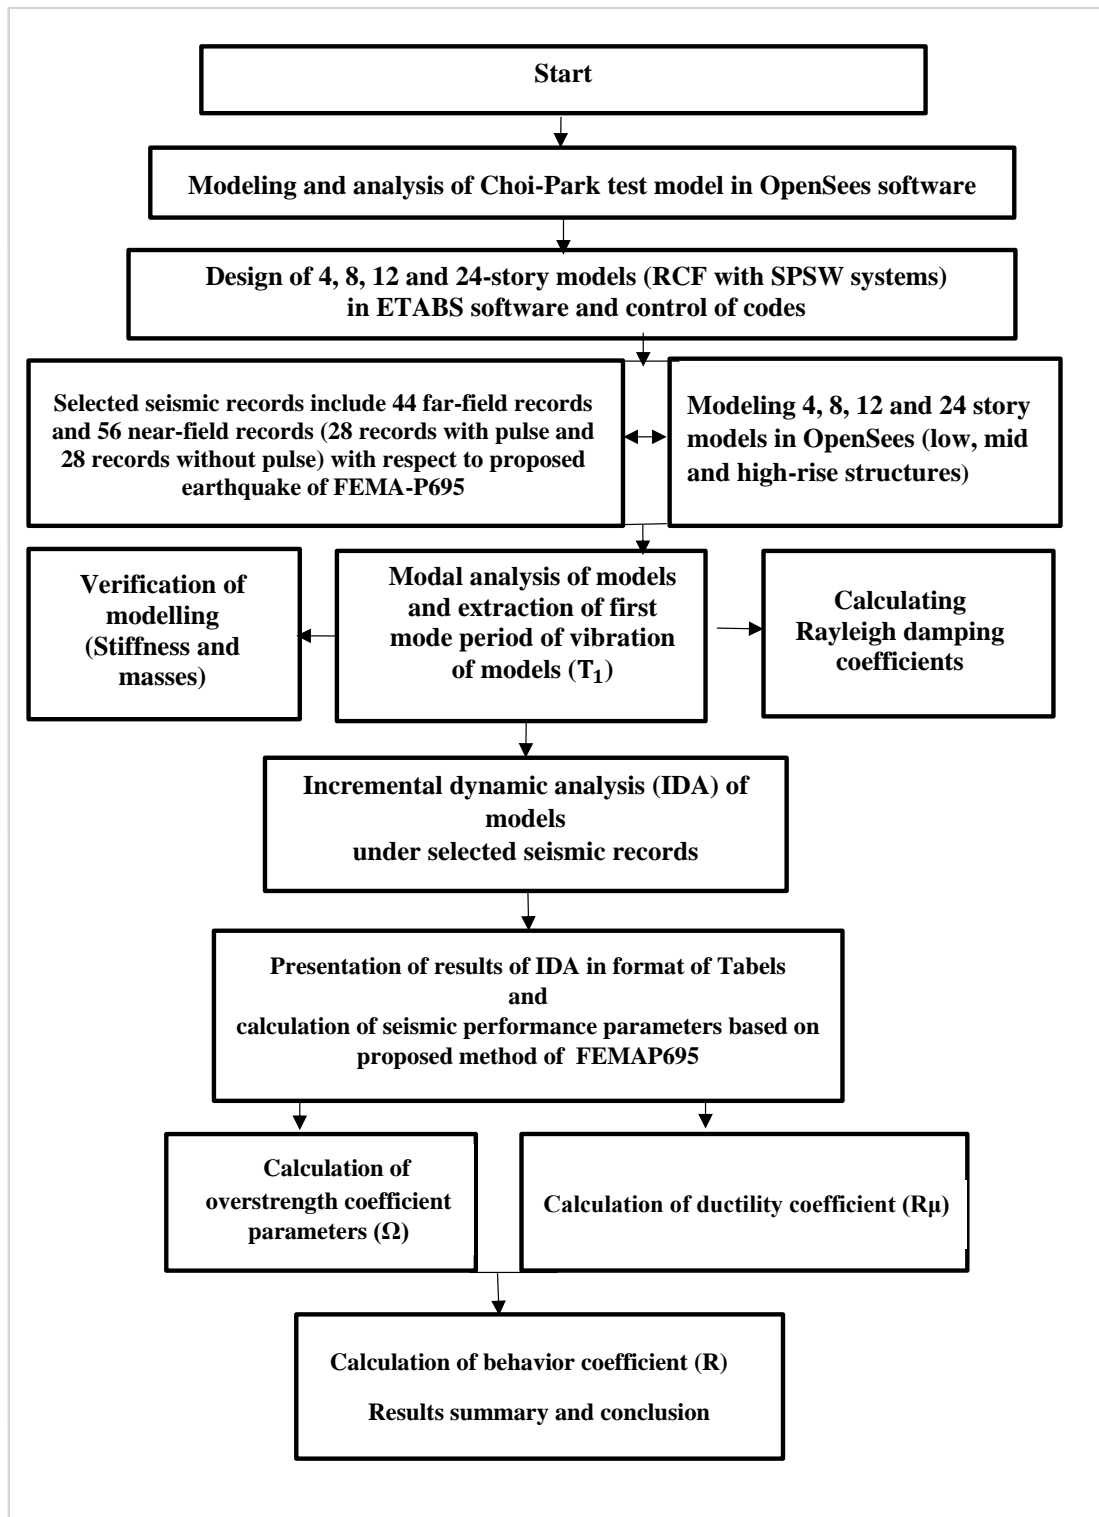 Start
Modeling and analysis of Choi-Park test model in OpenSees software
Design of 4, 8, 12 and 24-story models (RCF with SPSW systems)
in ETABS software and control of codes
Selected seismic records include 44 far-field records
and 56 near-field records (28 records with pulse and
28 records without pulse) with respect to proposed
earthquake of FEMA-P695
Modeling 4, 8, 12 and 24 story
models in OpenSees (low, mid
and high-rise structures)
Verification of
modelling
(Stiffness and
masses)
Modal analysis of models
and extraction of first
mode period of vibration
of models (T₁)
Calculating
Rayleigh damping
coefficients
Incremental dynamic analysis (IDA) of
models
under selected seismic records
Presentation of results of IDA in format of Tabels
and
calculation of seismic performance parameters based on
proposed method of FEMAP695
Calculation of
overstrength coefficient
parameters (Ω)
Calculation of ductility coefficient (Rμ)
Calculation of behavior coefficient (R)
Results summary and conclusion